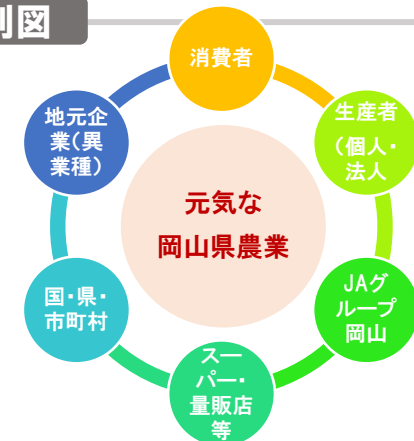 割図
消費者
生産者
(個人・
法人
JAグ
ループ
岡山
スー
パー・
量販店
等
国・県・
市町村
地元企
業(異
業種)
元気な
岡山県農業